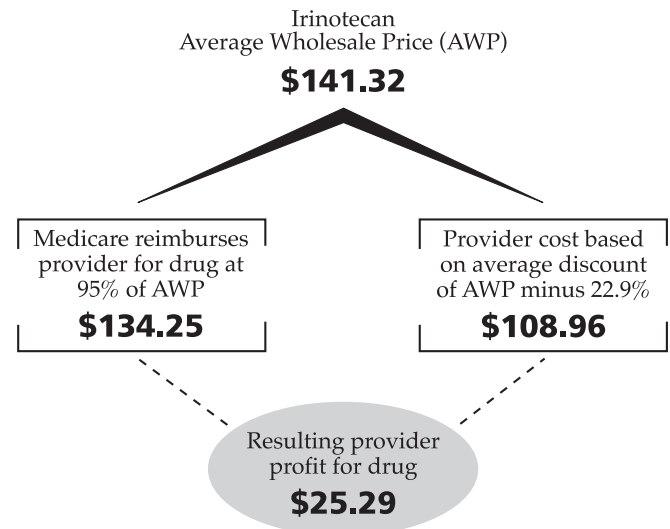 Irinotecan
Average Wholesale Price (AWP)
$141.32
Medicare reimburses
provider for drug at
95% of AWP
$134.25
Provider cost based
on average discount
of AWP minus 22.9%
$108.96
Resulting provider
profit for drug
$25.29